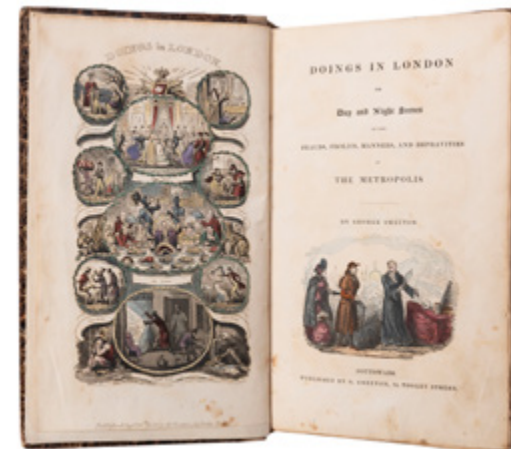 DOINGS in LONDON
DOINGS IN LONDON
OR
Day and Night Scenes
OF THE
FRAUDS, FROLICS, MANNERS, AND DEPRAVITIES
OF
THE METROPOLIS
BY GEORGE SMEETON
SOUTHWARK
PUBLISHED BY G. SMEETON, TOOLEY STREET.